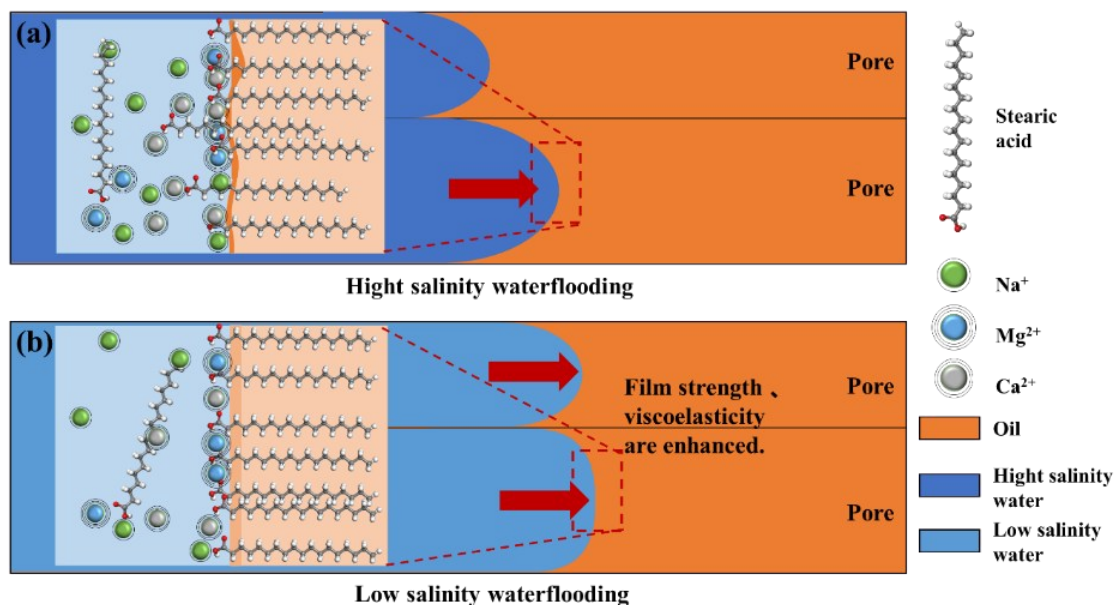 (a)
Pore
Pore
Hight salinity waterflooding
(b)
Pore
Film strength 、
viscoelasticity
are enhanced.
Pore
Low salinity waterflooding
Stearic
acid
Na⁺
Mg²⁺
Ca²⁺
Oil
Hight salinity
water
Low salinity
water